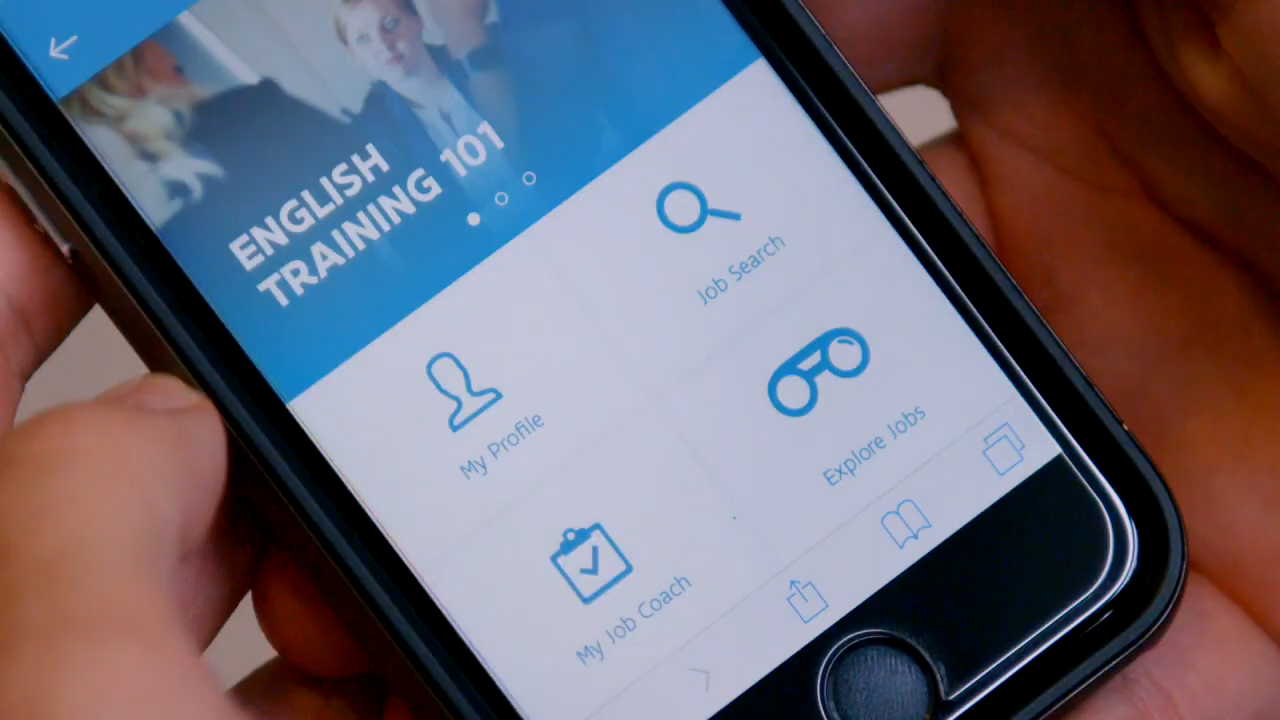 ENGLISH
TRAINING 101
My Profile
Job Search
My Job Coach
Explore Jobs